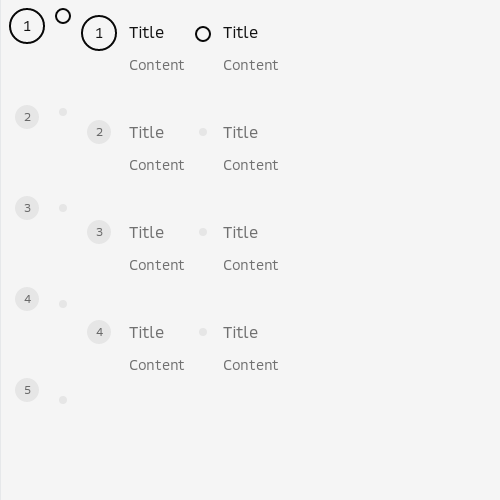 1
1 Title Title
Content Content
2
2 Title Title
Content Content
3
3 Title Title
Content Content
4
4 Title Title
Content Content
5